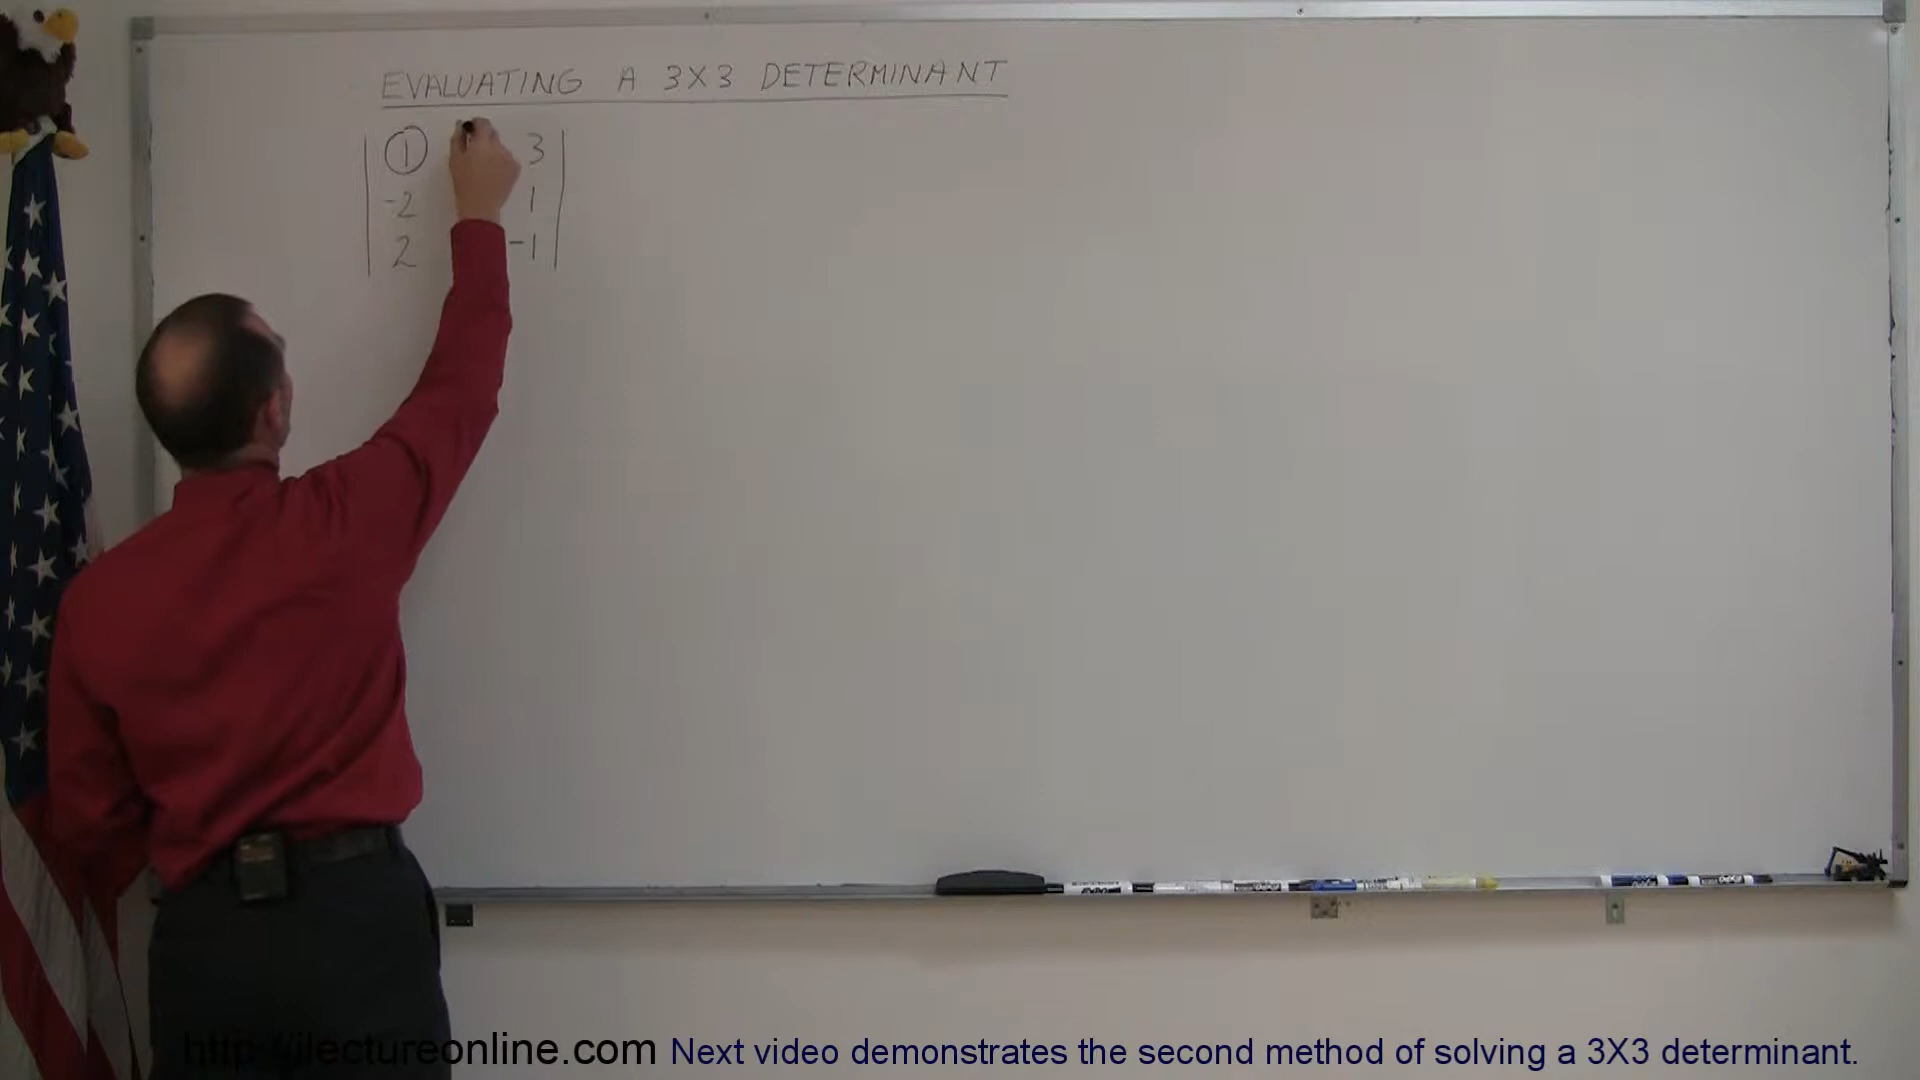 EVALUATING A 3X3 DETERMINANT
1 3
-2 1
2 -1
http://ilectureonline.com Next video demonstrates the second method of solving a 3X3 determinant.